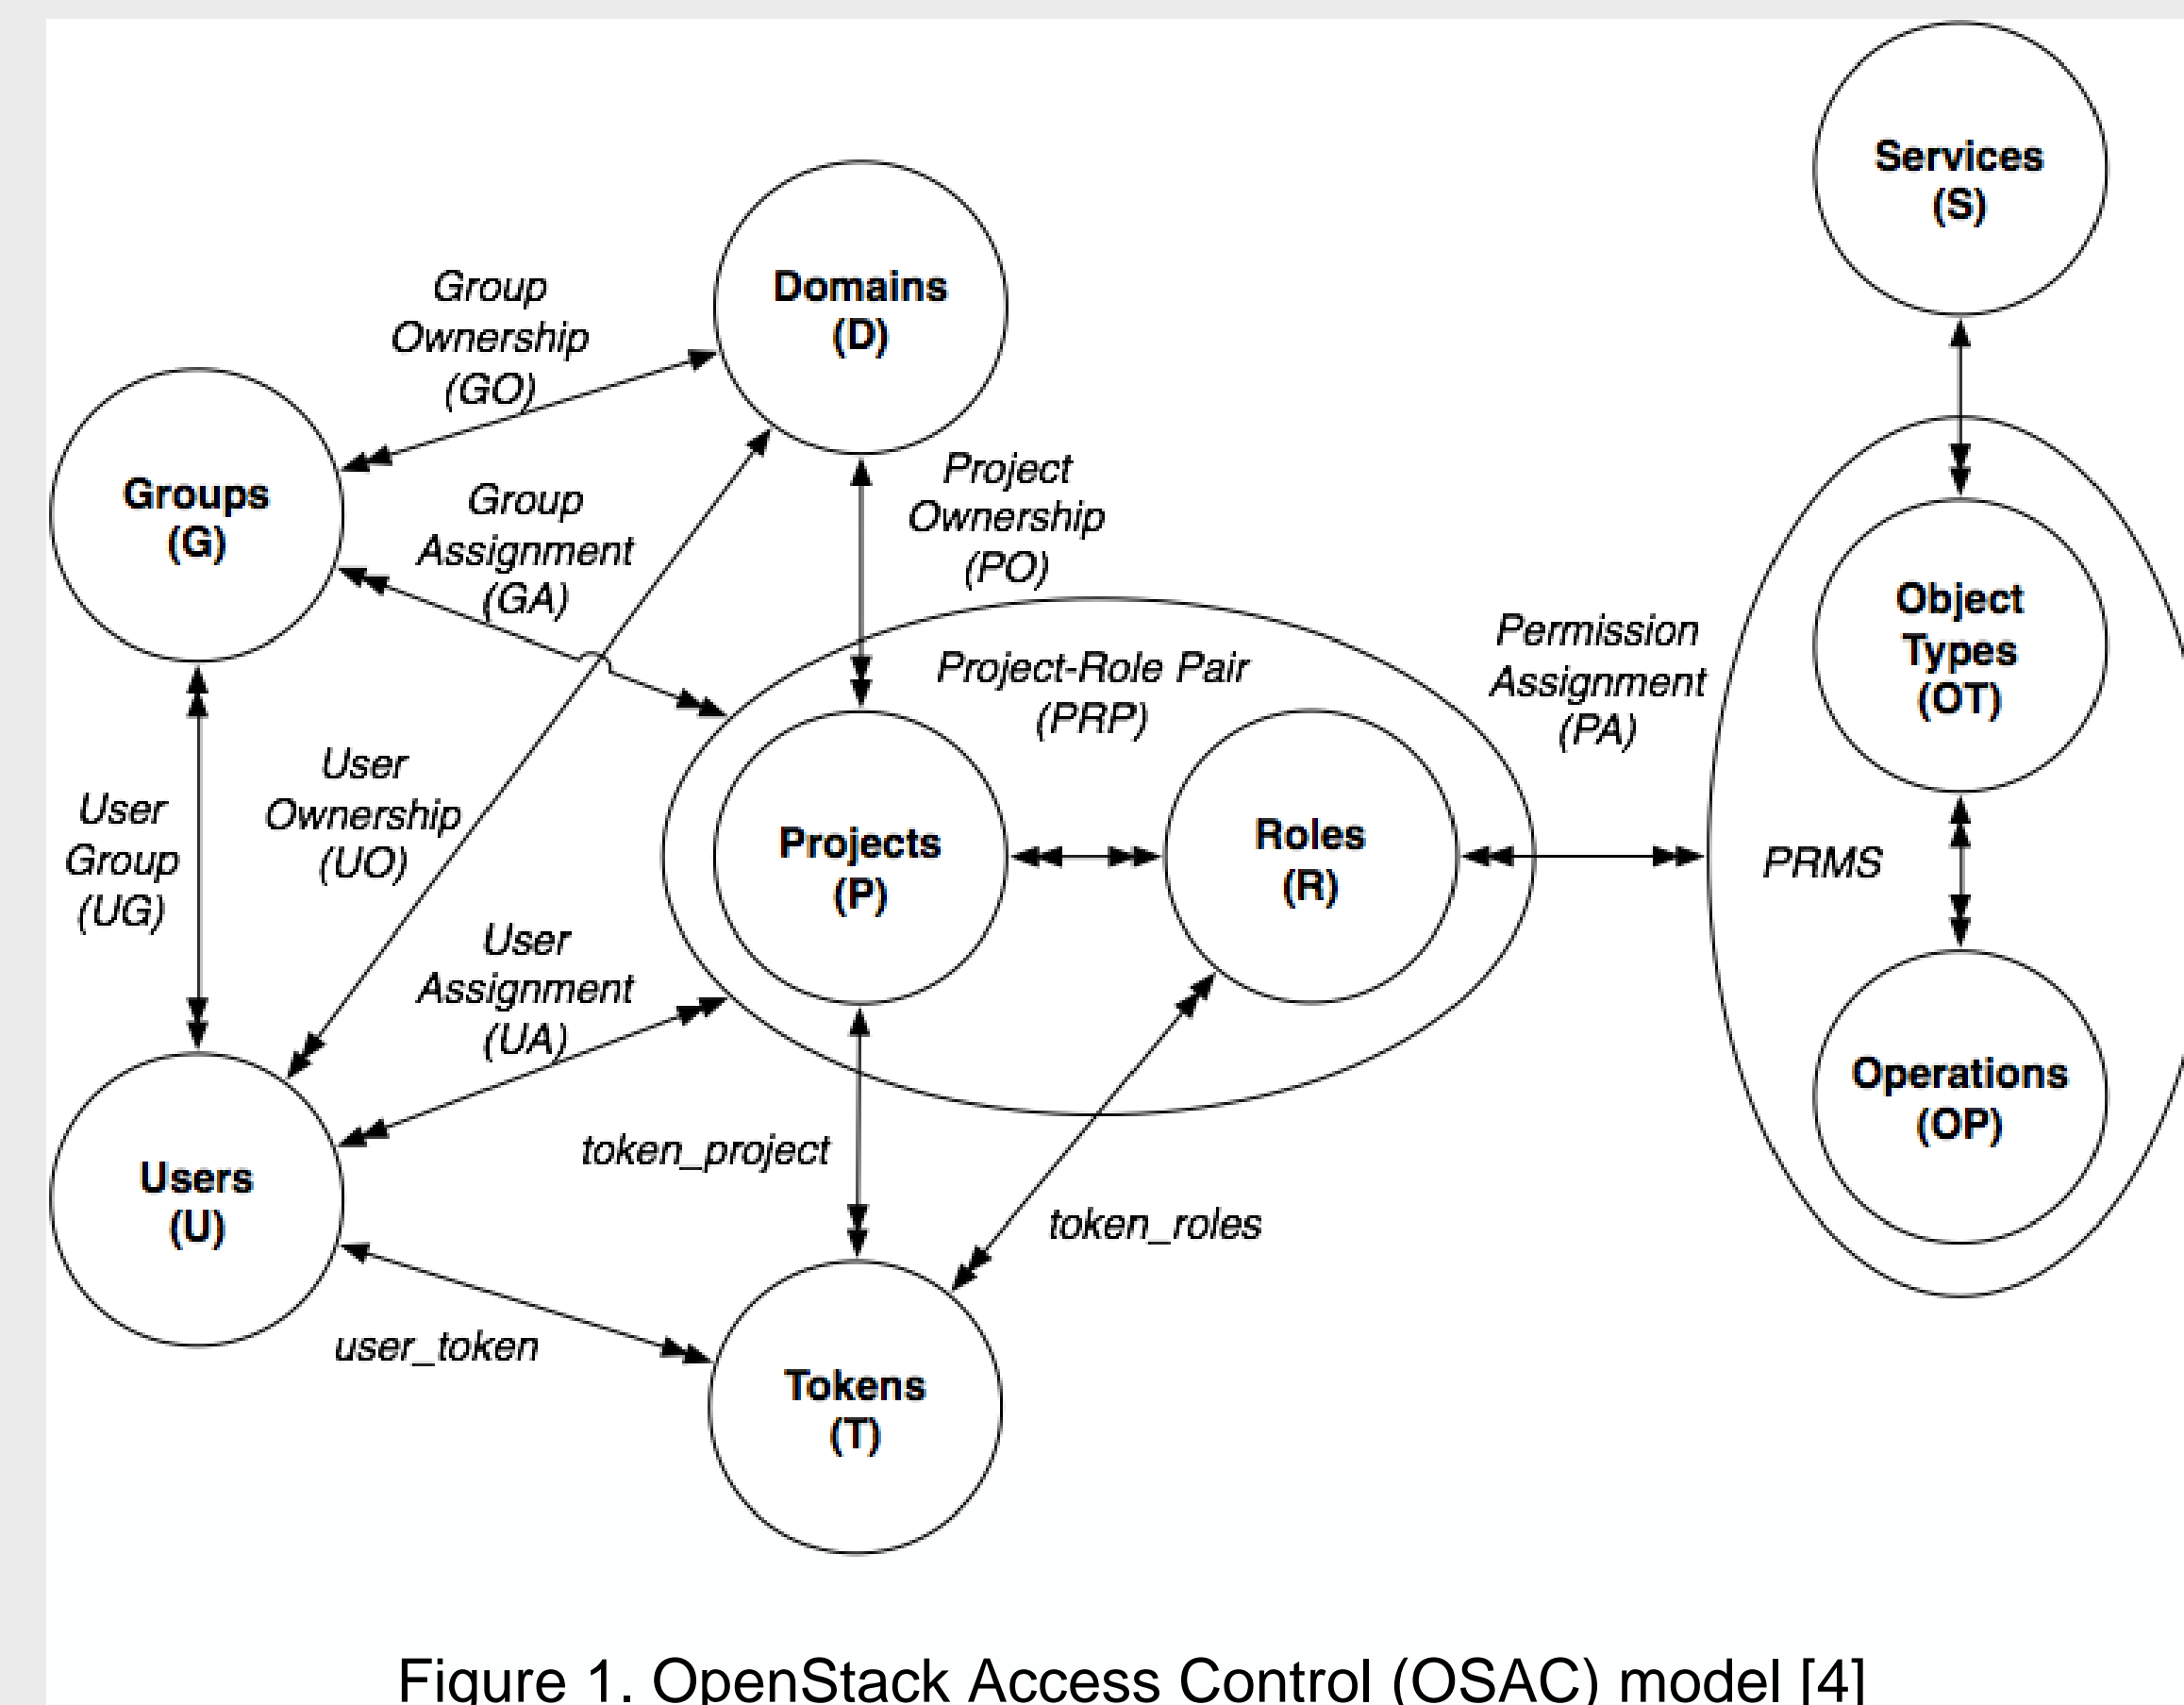 Services
(S)
Domains
(D)
Group
Ownership
(GO)
Groups
(G)
Group
Assignment
(GA)
Project
Ownership
(PO)
Object
Types
(OT)
Permission
Assignment
(PA)
Project-Role Pair
(PRP)
User
Group
(UG)
User
Ownership
(UO)
Projects
(P)
Roles
(R)
PRMS
User
Assignment
(UA)
Operations
(OP)
Users
(U)
token_project
token_roles
user_token
Tokens
(T)
Figure 1. OpenStack Access Control (OSAC) model [4]